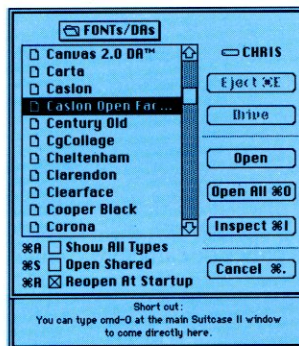 FONTs/DAs
Canvas 2.0 DA™
Carta
Caslon
Caslon Open Fac...
Century Old
CgCollage
Cheltenham
Clarendon
Clearface
Cooper Black
Corona
CHRIS
Eject ⌘E
Drive
Open
Open All ⌘O
Inspect ⌘I
Cancel ⌘.
⌘A Show All Types
⌘S Open Shared
⌘R Reopen At Startup
Short cut:
You can type cmd-O at the main Suitcase II window
to come directly here.